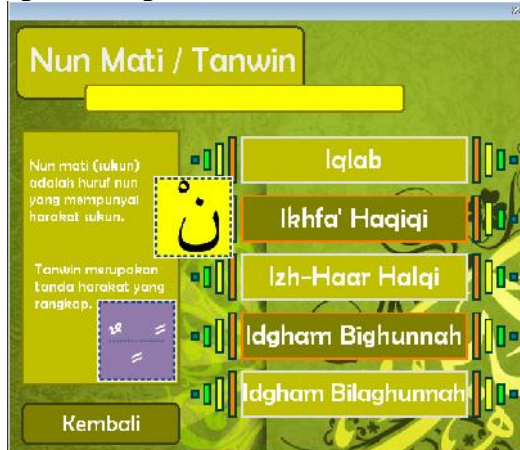 Nun Mati / Tanwin
Nun mati (sukun)
adalah huruf nun
yang mempunyai
harakat sukun.
نْ
Tanwin merupakan
tanda harakat yang
rangkap.
Iqlab
Ikhfa' Haqiqi
Izh-Haar Halqi
Idgham Bighunnah
Idgham Bilaghunnah
Kembali